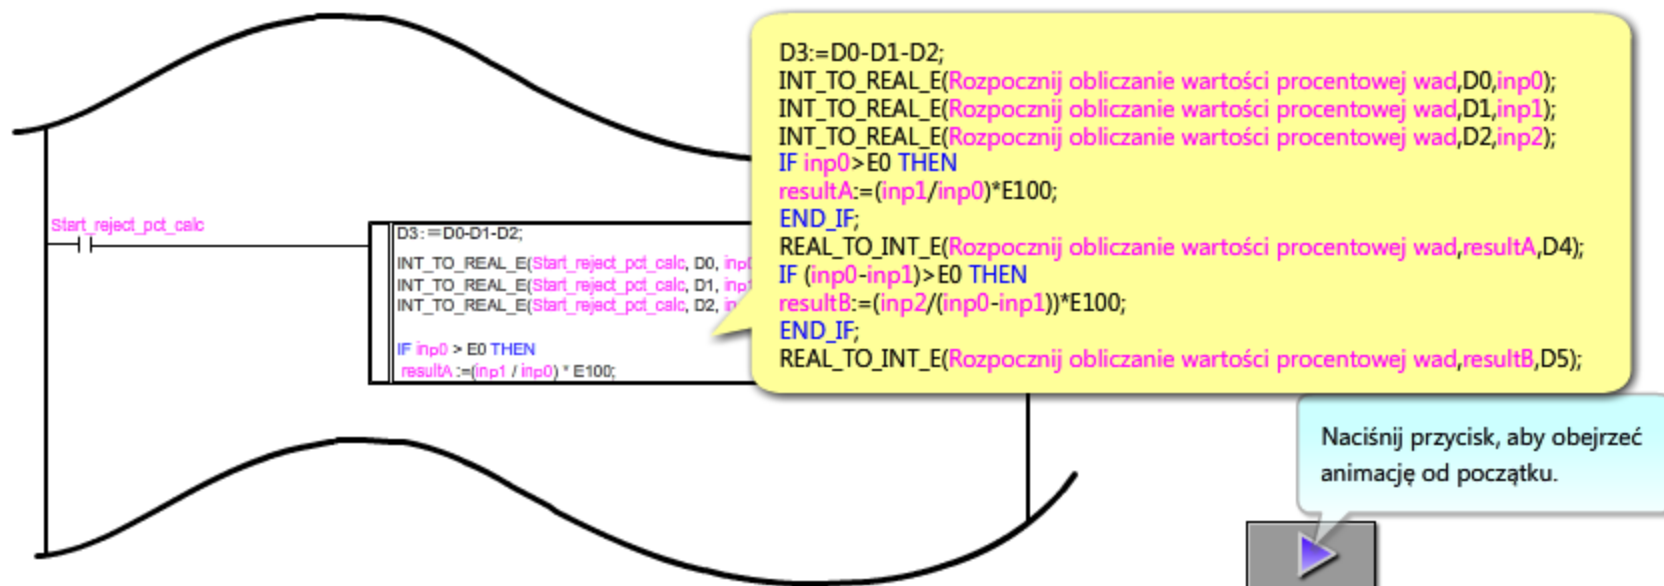 D3:=D0-D1-D2;
INT_TO_REAL_E(Rozpocznij obliczanie wartości procentowej wad,D0,inp0);
INT_TO_REAL_E(Rozpocznij obliczanie wartości procentowej wad,D1,inp1);
INT_TO_REAL_E(Rozpocznij obliczanie wartości procentowej wad,D2,inp2);
IF inp0>E0 THEN
resultA:=(inp1/inp0)*E100;
END_IF;
REAL_TO_INT_E(Rozpocznij obliczanie wartości procentowej wad,resultA,D4);
IF (inp0-inp1)>E0 THEN
resultB:=(inp2/(inp0-inp1))*E100;
END_IF;
REAL_TO_INT_E(Rozpocznij obliczanie wartości procentowej wad,resultB,D5);
Start_reject_pct_calc
D3:=D0-D1-D2;
INT_TO_REAL_E(Start_reject_pct_calc, D0,
INT_TO_REAL_E(Start_reject_pct_calc, D1,
INT_TO_REAL_E(Start_reject_pct_calc, D2,
IF inp0 > E0 THEN
resultA :=(inp1 / inp0) * E100;
Naciśnij przycisk, aby obejrzeć
animację od początku.